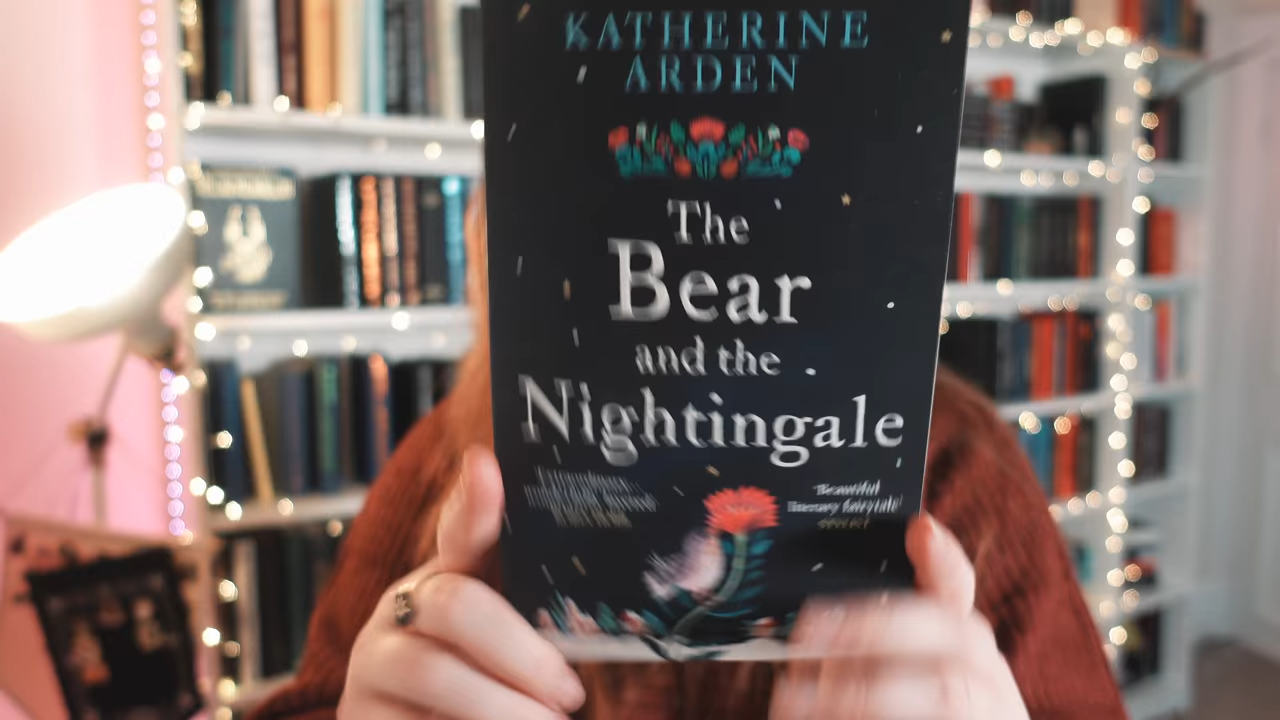 KATHERINE
ARDEN
The
Bear
and the
Nightingale
'Beautiful
literary fairytale'